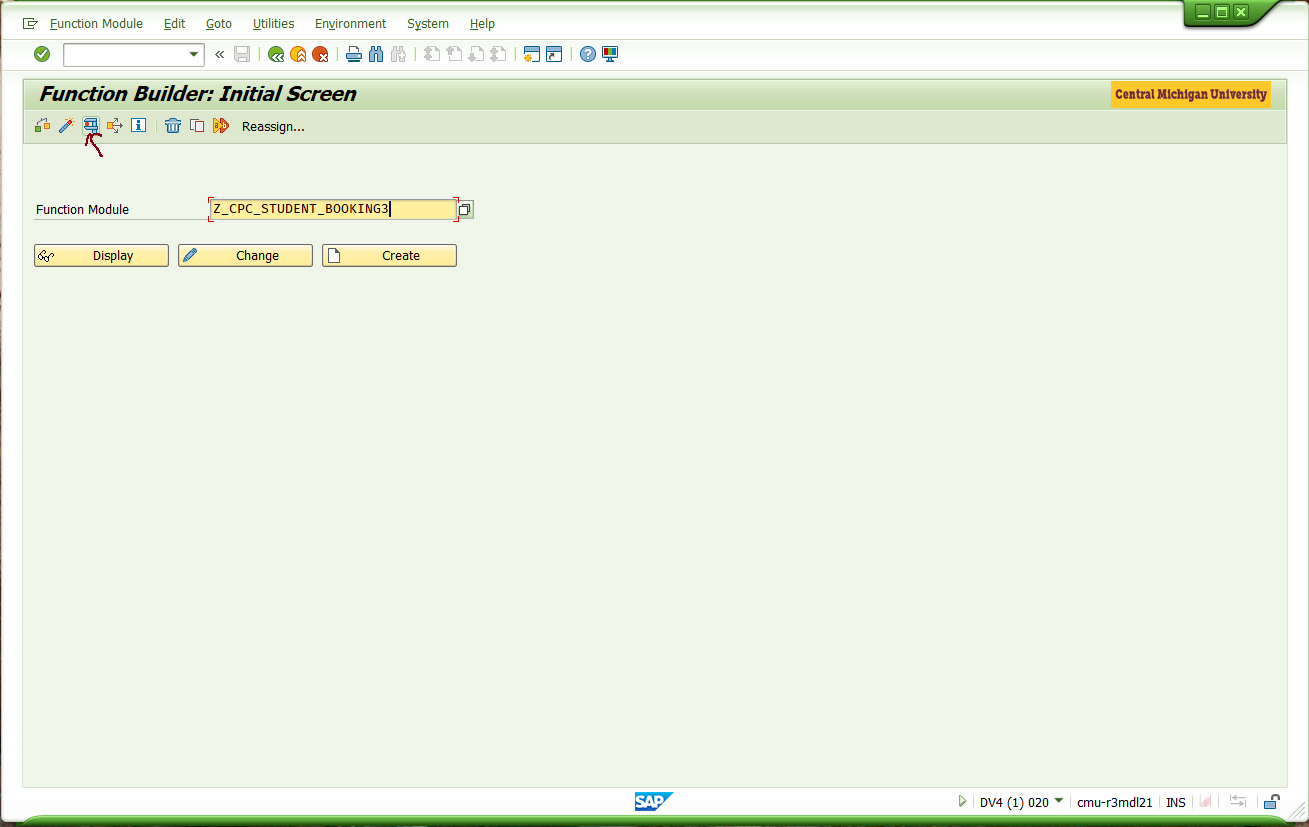 Function Module Edit Goto Utilities Environment System Help
Function Builder: Initial Screen
Central Michigan University
Reassign...
Function Module Z_CPC_STUDENT_BOOKING3
Display Change Create
SAP DV4 (1) 020 cmu-r3mdl21 INS